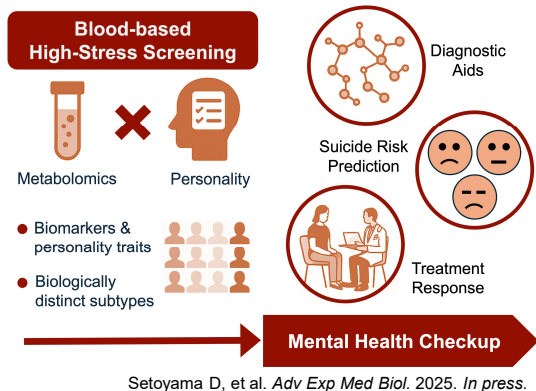 Blood-based
High-Stress Screening
Metabolomics
Personality
Biomarkers &
personality traits
Biologically
distinct subtypes
Diagnostic
Aids
Suicide Risk
Prediction
Treatment
Response
Mental Health Checkup
Setoyama D, et al. Adv Exp Med Biol. 2025. In press.